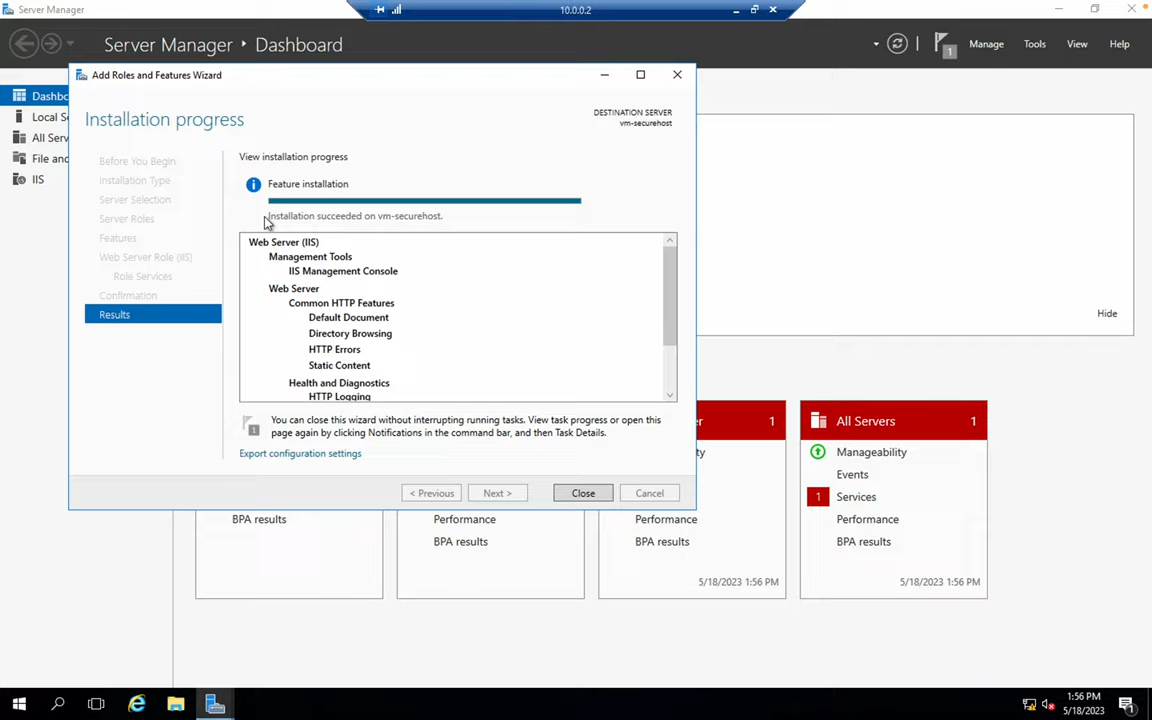 Server Manager
10.0.0.2
Server Manager ‣ Dashboard
1
Manage
Tools
View
Help
Dashbo
Local S
All Serv
File and
IIS
Add Roles and Features Wizard
Installation progress
DESTINATION SERVER
vm-securehost
Before You Begin
Installation Type
Server Selection
Server Roles
Features
Web Server Role (IIS)
Role Services
Confirmation
Results
View installation progress
Feature installation
Installation succeeded on vm-securehost.
Web Server (IIS)
Management Tools
IIS Management Console
Web Server
Common HTTP Features
Default Document
Directory Browsing
HTTP Errors
Static Content
Health and Diagnostics
HTTP Logging
1
You can close this wizard without interrupting running tasks. View task progress or open this
page again by clicking Notifications in the command bar, and then Task Details.
Export configuration settings
< Previous
Next >
Close
Cancel
Hide
BPA results
Performance
BPA results
er 1
ty
Performance
BPA results
5/18/2023 1:56 PM
All Servers 1
Manageability
Events
1 Services
Performance
BPA results
5/18/2023 1:56 PM
1:56 PM
5/18/2023
1